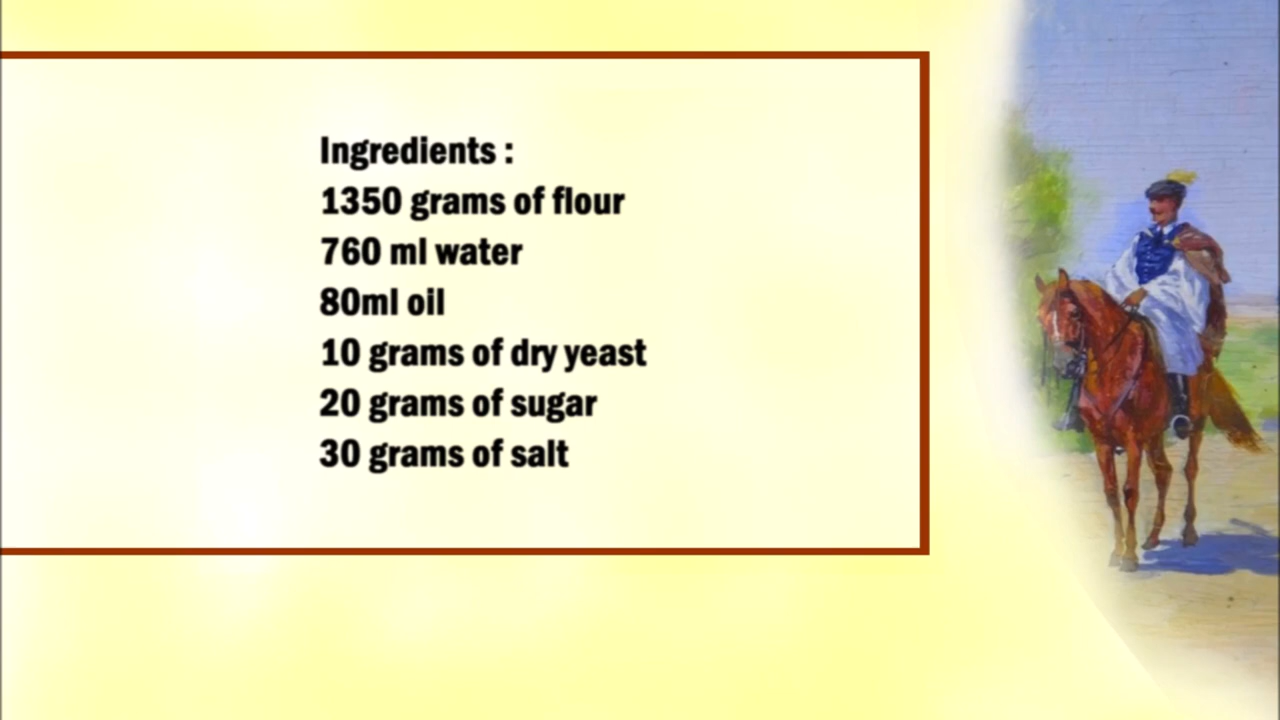 Ingredients :
1350 grams of flour
760 ml water
80ml oil
10 grams of dry yeast
20 grams of sugar
30 grams of salt